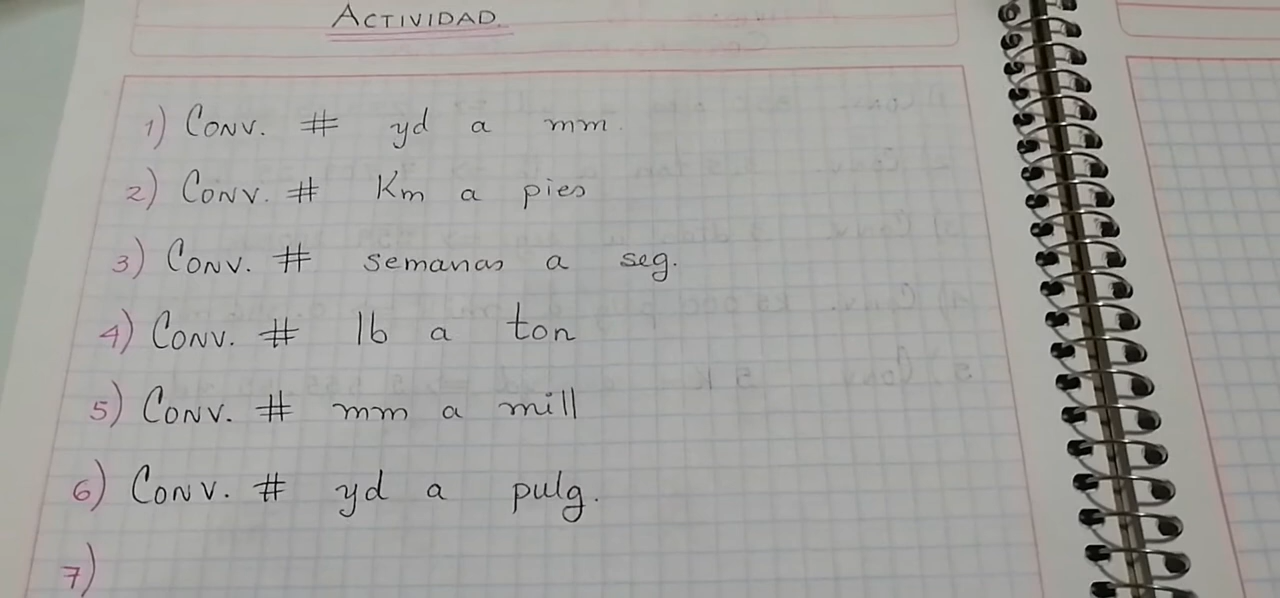 ACTIVIDAD
1) CONV. # yd a mm.
2) CONV. # Km a pies
3) CONV. # semanas a seg.
4) CONV. # lb a ton
5) CONV. # mm a mill
6) CONV. # yd a pulg.
7)